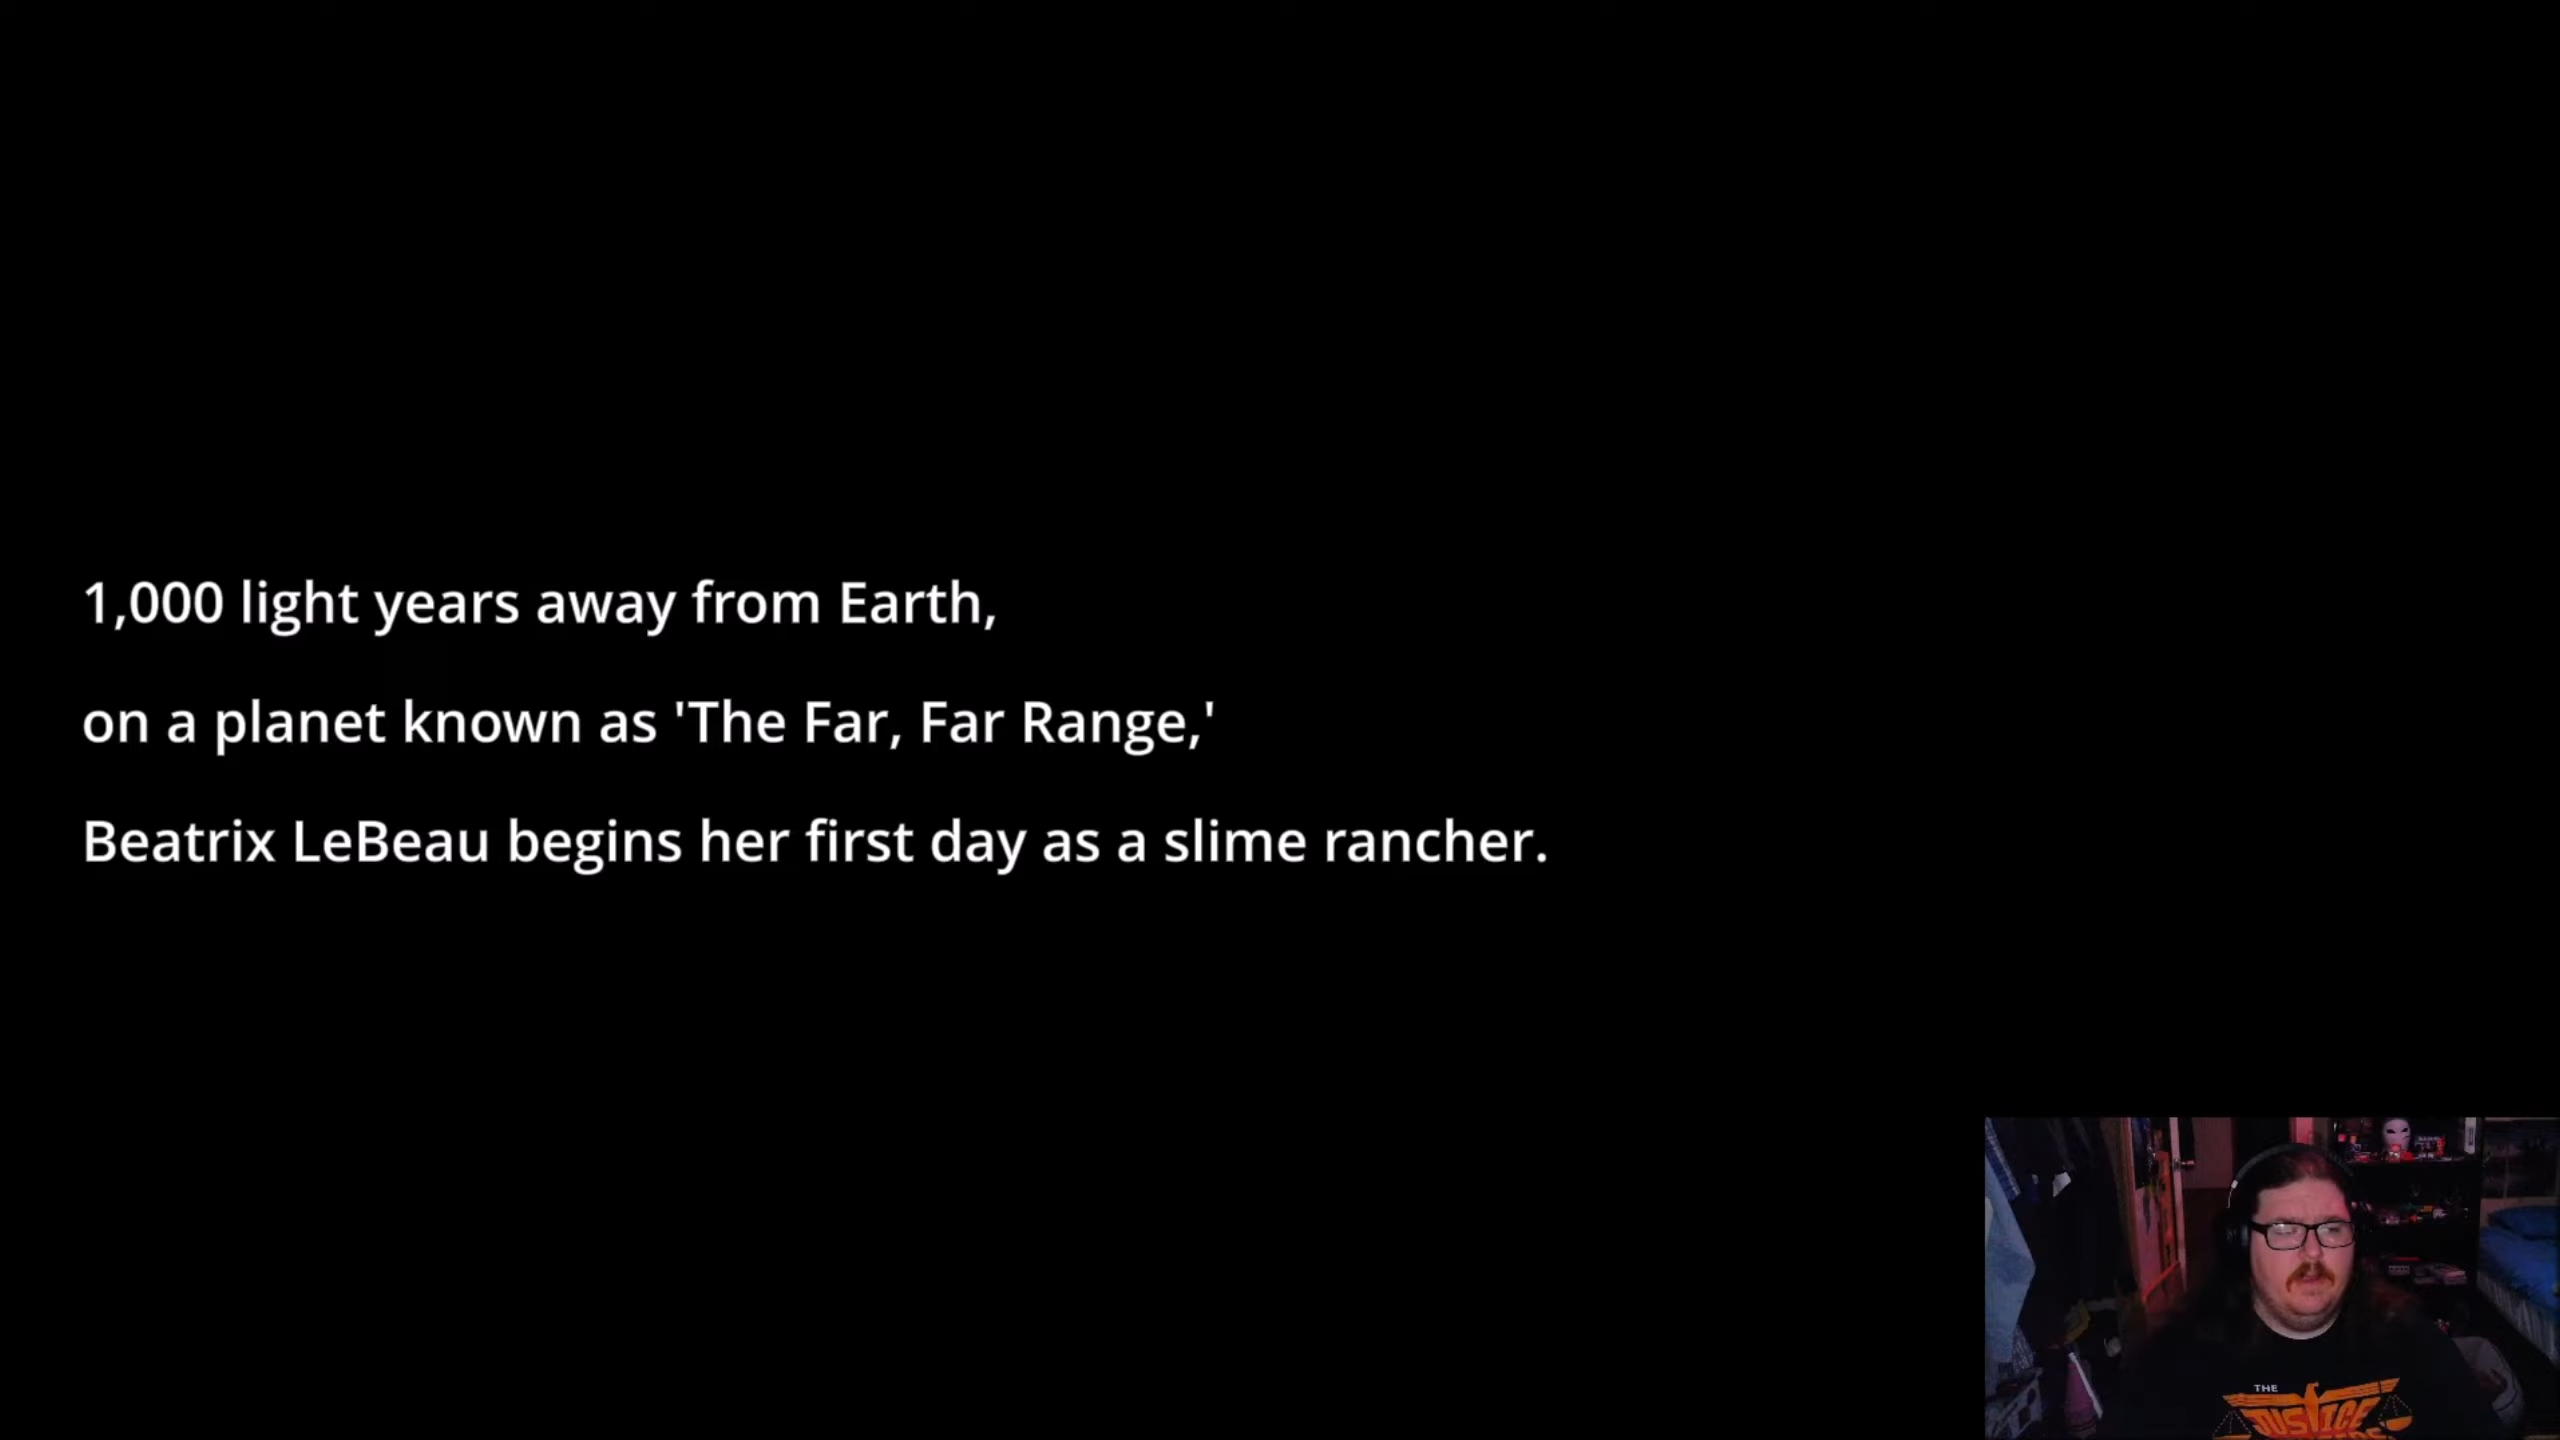 1,000 light years away from Earth,
on a planet known as 'The Far, Far Range,'
Beatrix LeBeau begins her first day as a slime rancher.
THE
JUSTICE